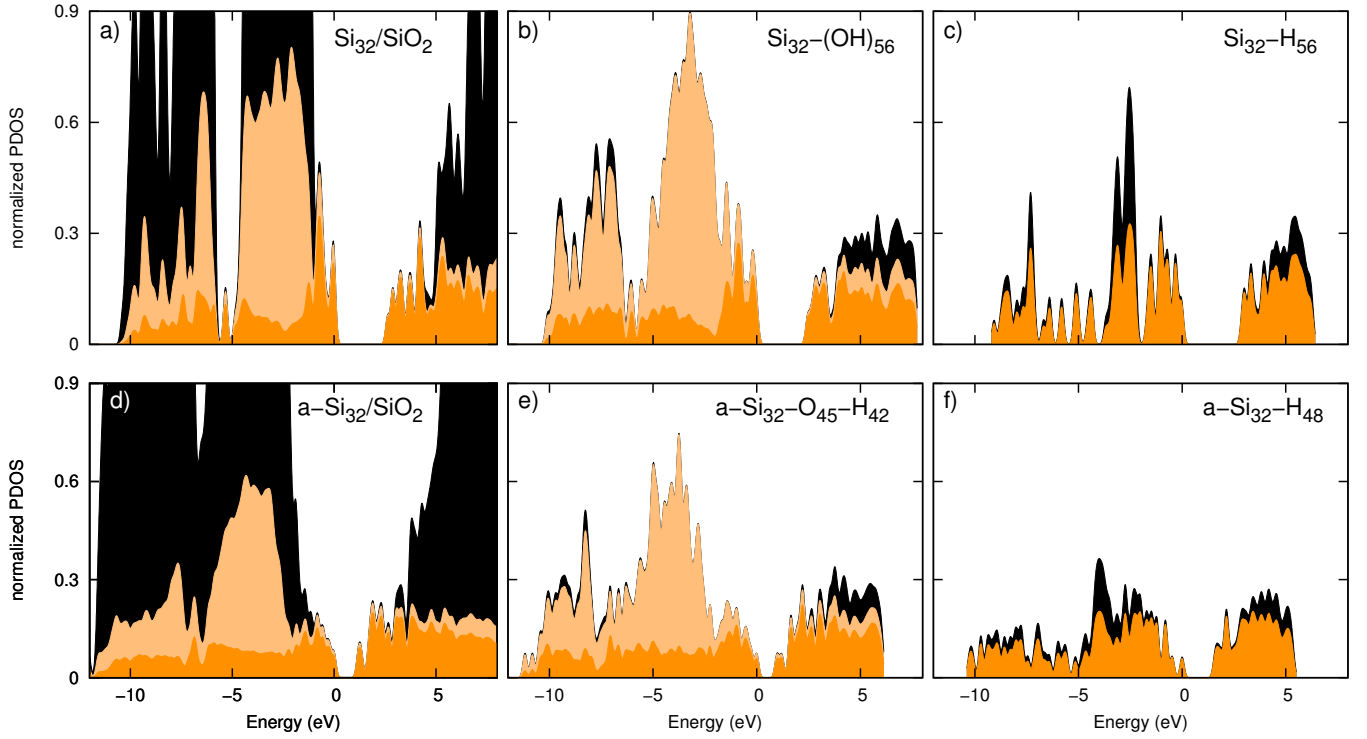 0.9
a)
Si32/SiO2
b)
Si32−(OH)56
c)
Si32−H56
0.6
0.3
0
normalized PDOS
0.9
d)
a−Si32/SiO2
e)
a−Si32−O45−H42
f)
a−Si32−H48
0.6
0.3
0
normalized PDOS
−10 −5 0 5 −10 −5 0 5 −10 −5 0 5
Energy (eV) Energy (eV) Energy (eV)